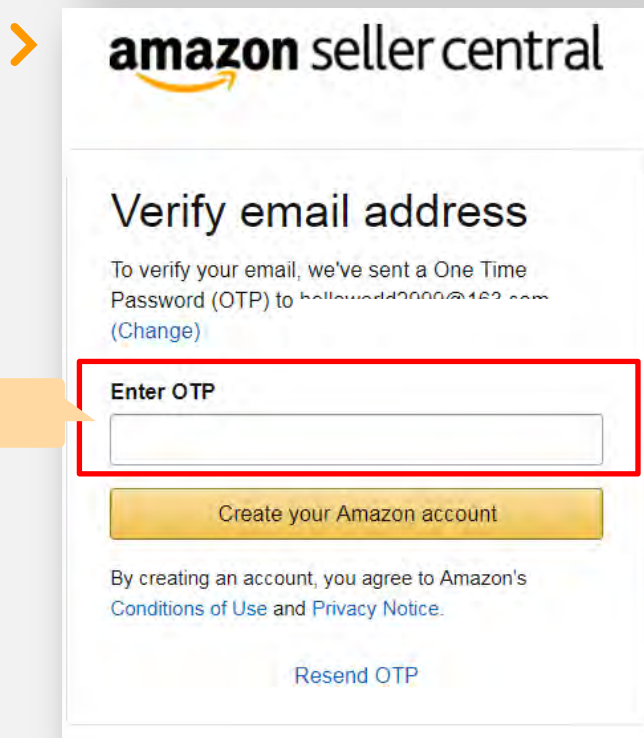 amazon seller central
Verify email address
To verify your email, we've sent a One Time
Password (OTP) to
(Change)
Enter OTP
Create your Amazon account
By creating an account, you agree to Amazon's
Conditions of Use and Privacy Notice.
Resend OTP